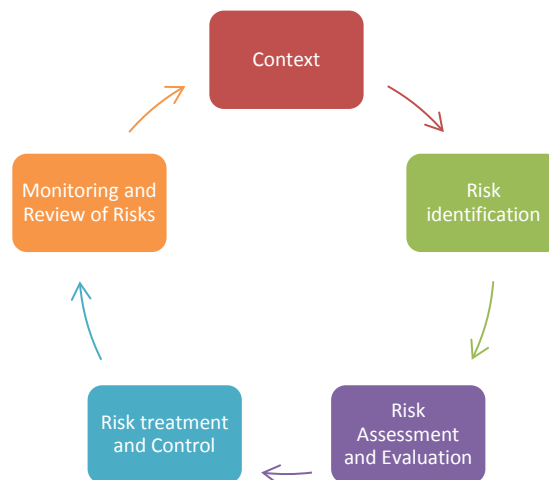 Context
Risk
identification
Risk
Assessment
and Evaluation
Risk treatment
and Control
Monitoring and
Review of Risks